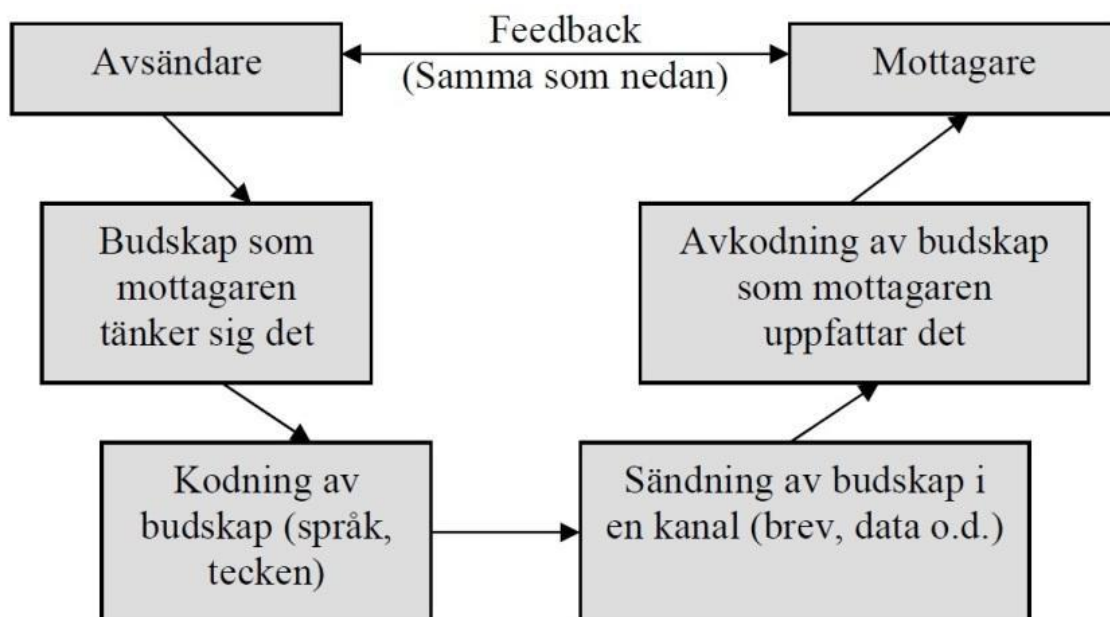 Avsändare
Feedback
(Samma som nedan)
Mottagare
Budskap som
mottagaren
tänker sig det
Avkodning av budskap
som mottagaren
uppfattar det
Kodning av
budskap (språk,
tecken)
Sändning av budskap i
en kanal (brev, data o.d.)